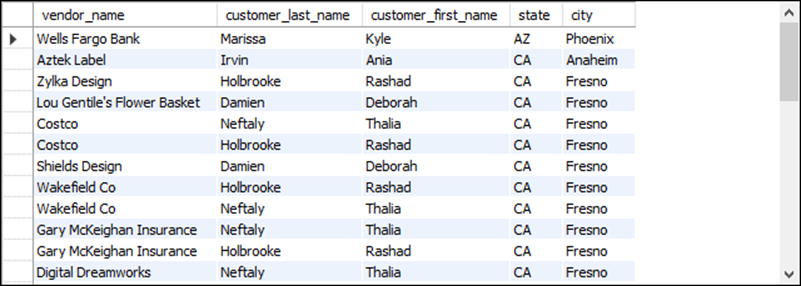 vendor_name customer_last_name customer_first_name state city
Wells Fargo Bank Marissa Kyle AZ Phoenix
Aztek Label Irvin Ania CA Anaheim
Zylka Design Holbrooke Rashad CA Fresno
Lou Gentile's Flower Basket Damien Deborah CA Fresno
Costco Neftaly Thalia CA Fresno
Costco Holbrooke Rashad CA Fresno
Shields Design Damien Deborah CA Fresno
Wakefield Co Holbrooke Rashad CA Fresno
Wakefield Co Neftaly Thalia CA Fresno
Gary McKeighan Insurance Neftaly Thalia CA Fresno
Gary McKeighan Insurance Holbrooke Rashad CA Fresno
Digital Dreamworks Neftaly Thalia CA Fresno